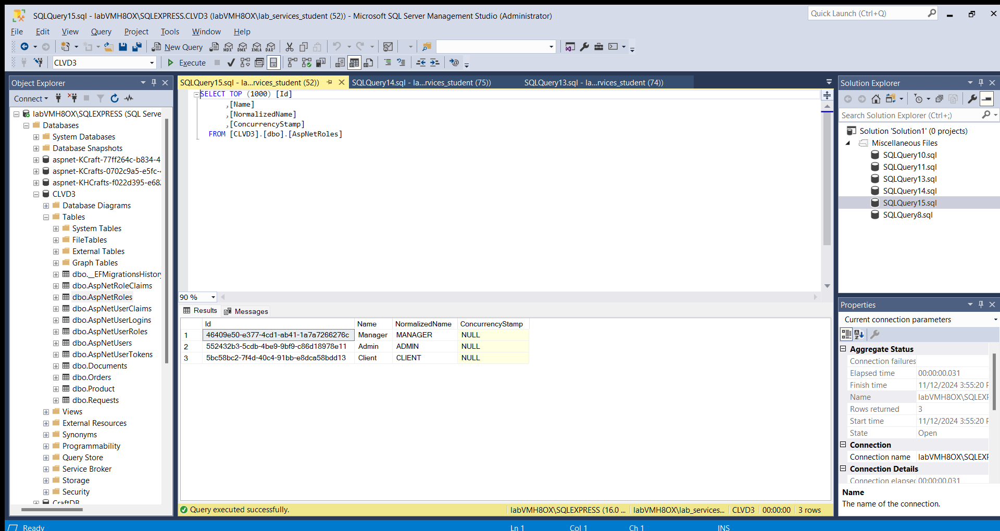 SQLQuery15.sql - labVMH8OX\SQLEXPRESS.CLVD3 (labVMH8OX\lab_services_student (52)) - Microsoft SQL Server Management Studio (Administrator)
Quick Launch (Ctrl+Q)
File Edit View Query Project Tools Window Help
New Query MDX DMX XMLA DAX
CLVD3 Execute
Object Explorer
Connect
labVMH8OX\SQLEXPRESS (SQL Serve
Databases
System Databases
Database Snapshots
aspnet-KCraft-77ff264c-b834-4
aspnet-KCrafts-0702c9a5-e5fc-
aspnet-KHCrafts-f022d395-e68
CLVD3
Database Diagrams
Tables
System Tables
FileTables
External Tables
Graph Tables
dbo.__EFMigrationsHistory
dbo.AspNetRoleClaims
dbo.AspNetRoles
dbo.AspNetUserClaims
dbo.AspNetUserLogins
dbo.AspNetUserRoles
dbo.AspNetUsers
dbo.AspNetUserTokens
dbo.Documents
dbo.Orders
dbo.Product
dbo.Requests
Views
External Resources
Synonyms
Programmability
Query Store
Service Broker
Storage
Security
CraftDB
SQLQuery15.sql - la...rvices_student (52)) SQLQuery14.sql - la...rvices_student (75)) SQLQuery13.sql - la...rvices_student (74))
SELECT TOP (1000) [Id]
,[Name]
,[NormalizedName]
,[ConcurrencyStamp]
FROM [CLVD3].[dbo].[AspNetRoles]
90 %
Results Messages
Id Name NormalizedName ConcurrencyStamp
1 46409e50-e377-4cd1-ab41-1a7a7266276c Manager MANAGER NULL
2 552432b3-5cdb-4be9-9bf9-c86d18978e11 Admin ADMIN NULL
3 5bc58bc2-7f4d-40c4-91bb-e8dca58bdd13 Client CLIENT NULL
Query executed successfully. labVMH8OX\SQLEXPRESS (16.0 ... labVMH8OX\lab_services... CLVD3 00:00:00 3 rows
Solution Explorer
Search Solution Explorer (Ctrl+;)
Solution 'Solution1' (0 projects)
Miscellaneous Files
SQLQuery10.sql
SQLQuery11.sql
SQLQuery13.sql
SQLQuery14.sql
SQLQuery15.sql
SQLQuery8.sql
Properties
Current connection parameters
Aggregate Status
Connection failures
Elapsed time 00:00:00.031
Finish time 11/12/2024 3:55:20 P
Name labVMH8OX\SQLEXP
Rows returned 3
Start time 11/12/2024 3:55:20 P
State Open
Connection
Connection name labVMH8OX\SQLEXP
Connection Details
Connection elapsec 00:00:00.031
Name
The name of the connection.
Ready Ln 1 Col 1 Ch 1 INS